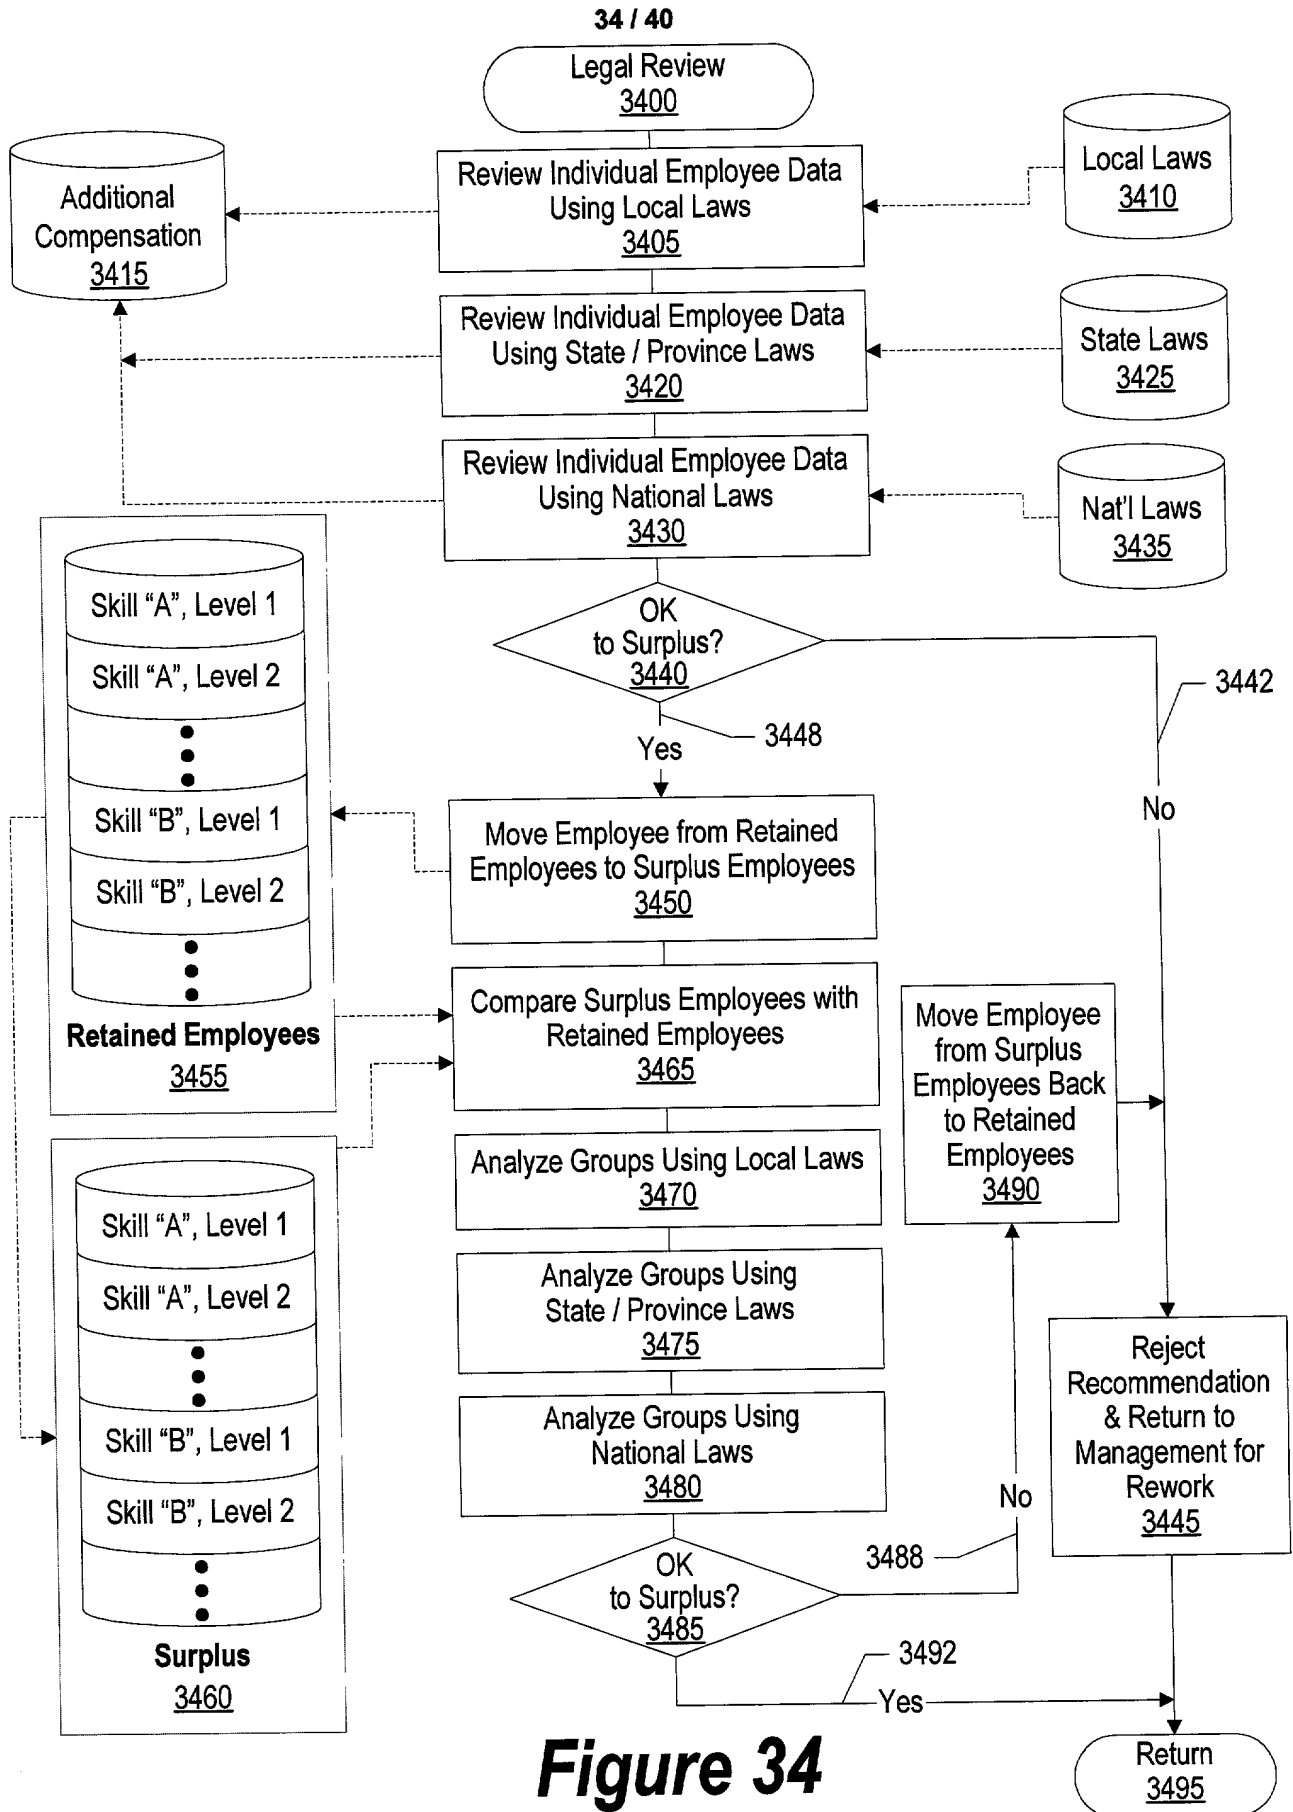 34 / 40
Legal Review
3400
Review Individual Employee Data
Using Local Laws
3405
Local Laws
3410
Additional
Compensation
3415
Review Individual Employee Data
Using State / Province Laws
3420
State Laws
3425
Review Individual Employee Data
Using National Laws
3430
Nat'l Laws
3435
OK
to Surplus?
3440
3442
No
3448
Yes
Move Employee from Retained
Employees to Surplus Employees
3450
Skill “A”, Level 1
Skill “A”, Level 2
Skill “B”, Level 1
Skill “B”, Level 2
Retained Employees
3455
Compare Surplus Employees with
Retained Employees
3465
Skill “A”, Level 1
Skill “A”, Level 2
Skill “B”, Level 1
Skill “B”, Level 2
Surplus
3460
Analyze Groups Using Local Laws
3470
Analyze Groups Using
State / Province Laws
3475
Analyze Groups Using
National Laws
3480
OK
to Surplus?
3485
3488
No
Move Employee
from Surplus
Employees Back
to Retained
Employees
3490
Reject
Recommendation
& Return to
Management for
Rework
3445
3492
Yes
Return
3495
Figure 34